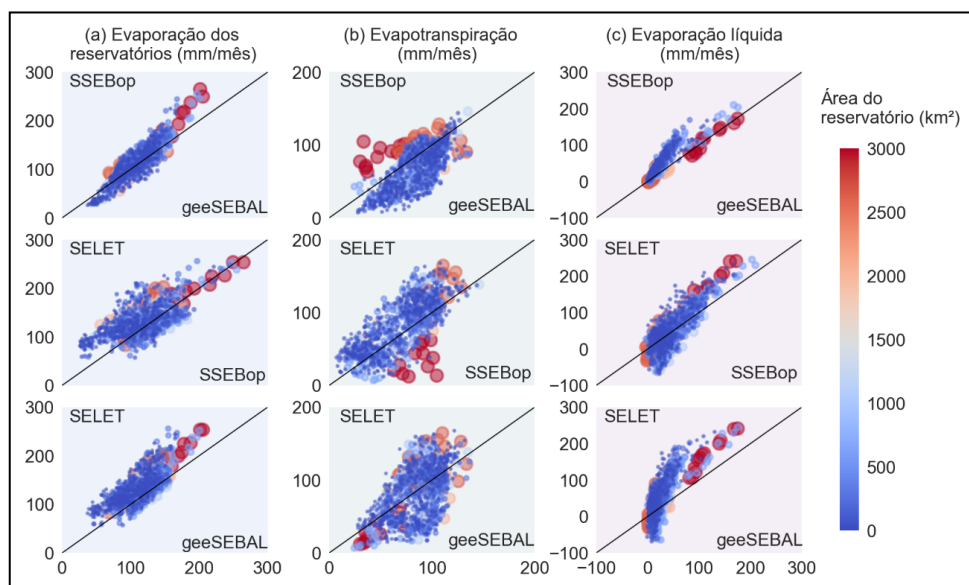 (a) Evaporação dos
reservatórios (mm/mês)
(b) Evapotranspiração
(mm/mês)
(c) Evaporação líquida
(mm/mês)
300
200
100
0
SSEBop
geeSEBAL
200
100
0
SSEBop
geeSEBAL
300
200
100
0
−100
SSEBop
geeSEBAL
300
200
100
0
SELET
SSEBop
200
100
0
SELET
SSEBop
300
200
100
0
−100
SELET
SSEBop
300
200
100
0
SELET
geeSEBAL
200
100
0
SELET
geeSEBAL
300
200
100
0
−100
SELET
geeSEBAL
0 100 200 300
0 100 200
−100 0 100 200 300
Área do
reservatório (km²)
3000
2500
2000
1500
1000
500
0